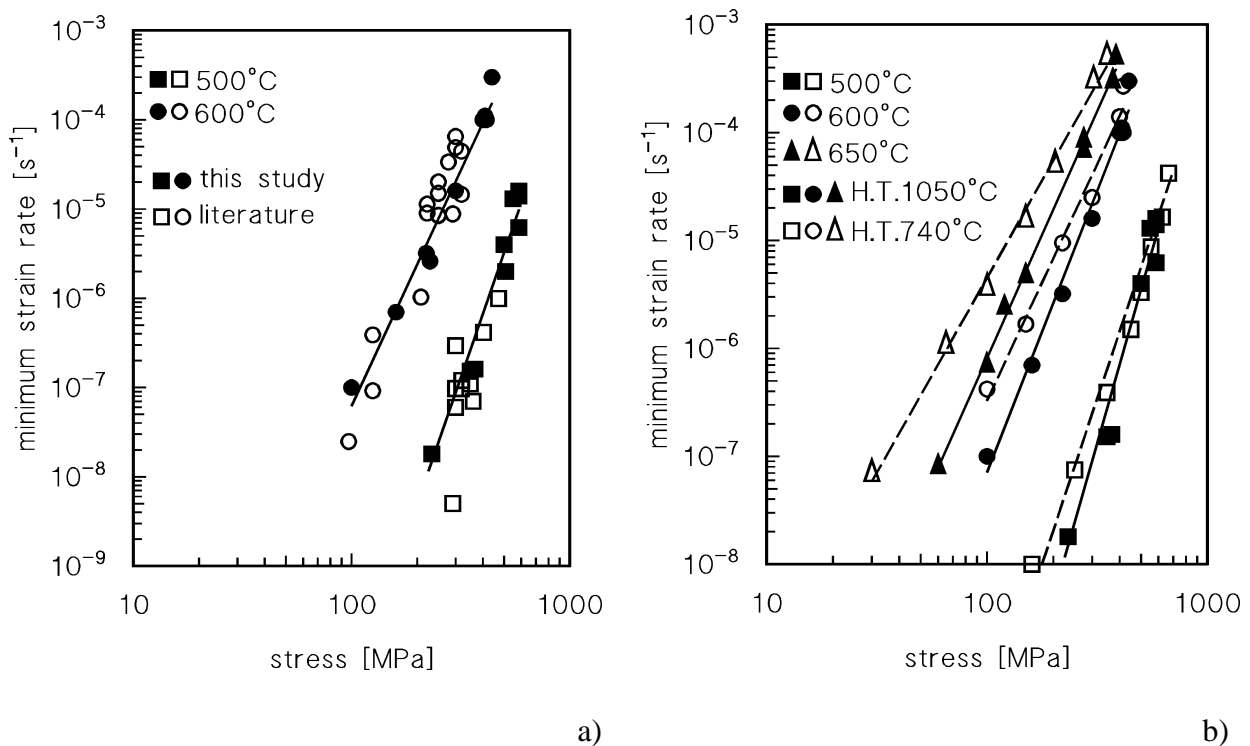 minimum strain rate [s⁻¹]
10⁻³
10⁻⁴
10⁻⁵
10⁻⁶
10⁻⁷
10⁻⁸
10⁻⁹
500°C
600°C
this study
literature
10
100
1000
stress [MPa]
a)
minimum strain rate [s⁻¹]
10⁻³
10⁻⁴
10⁻⁵
10⁻⁶
10⁻⁷
10⁻⁸
500°C
600°C
650°C
H.T.1050°C
H.T.740°C
10
100
1000
stress [MPa]
b)